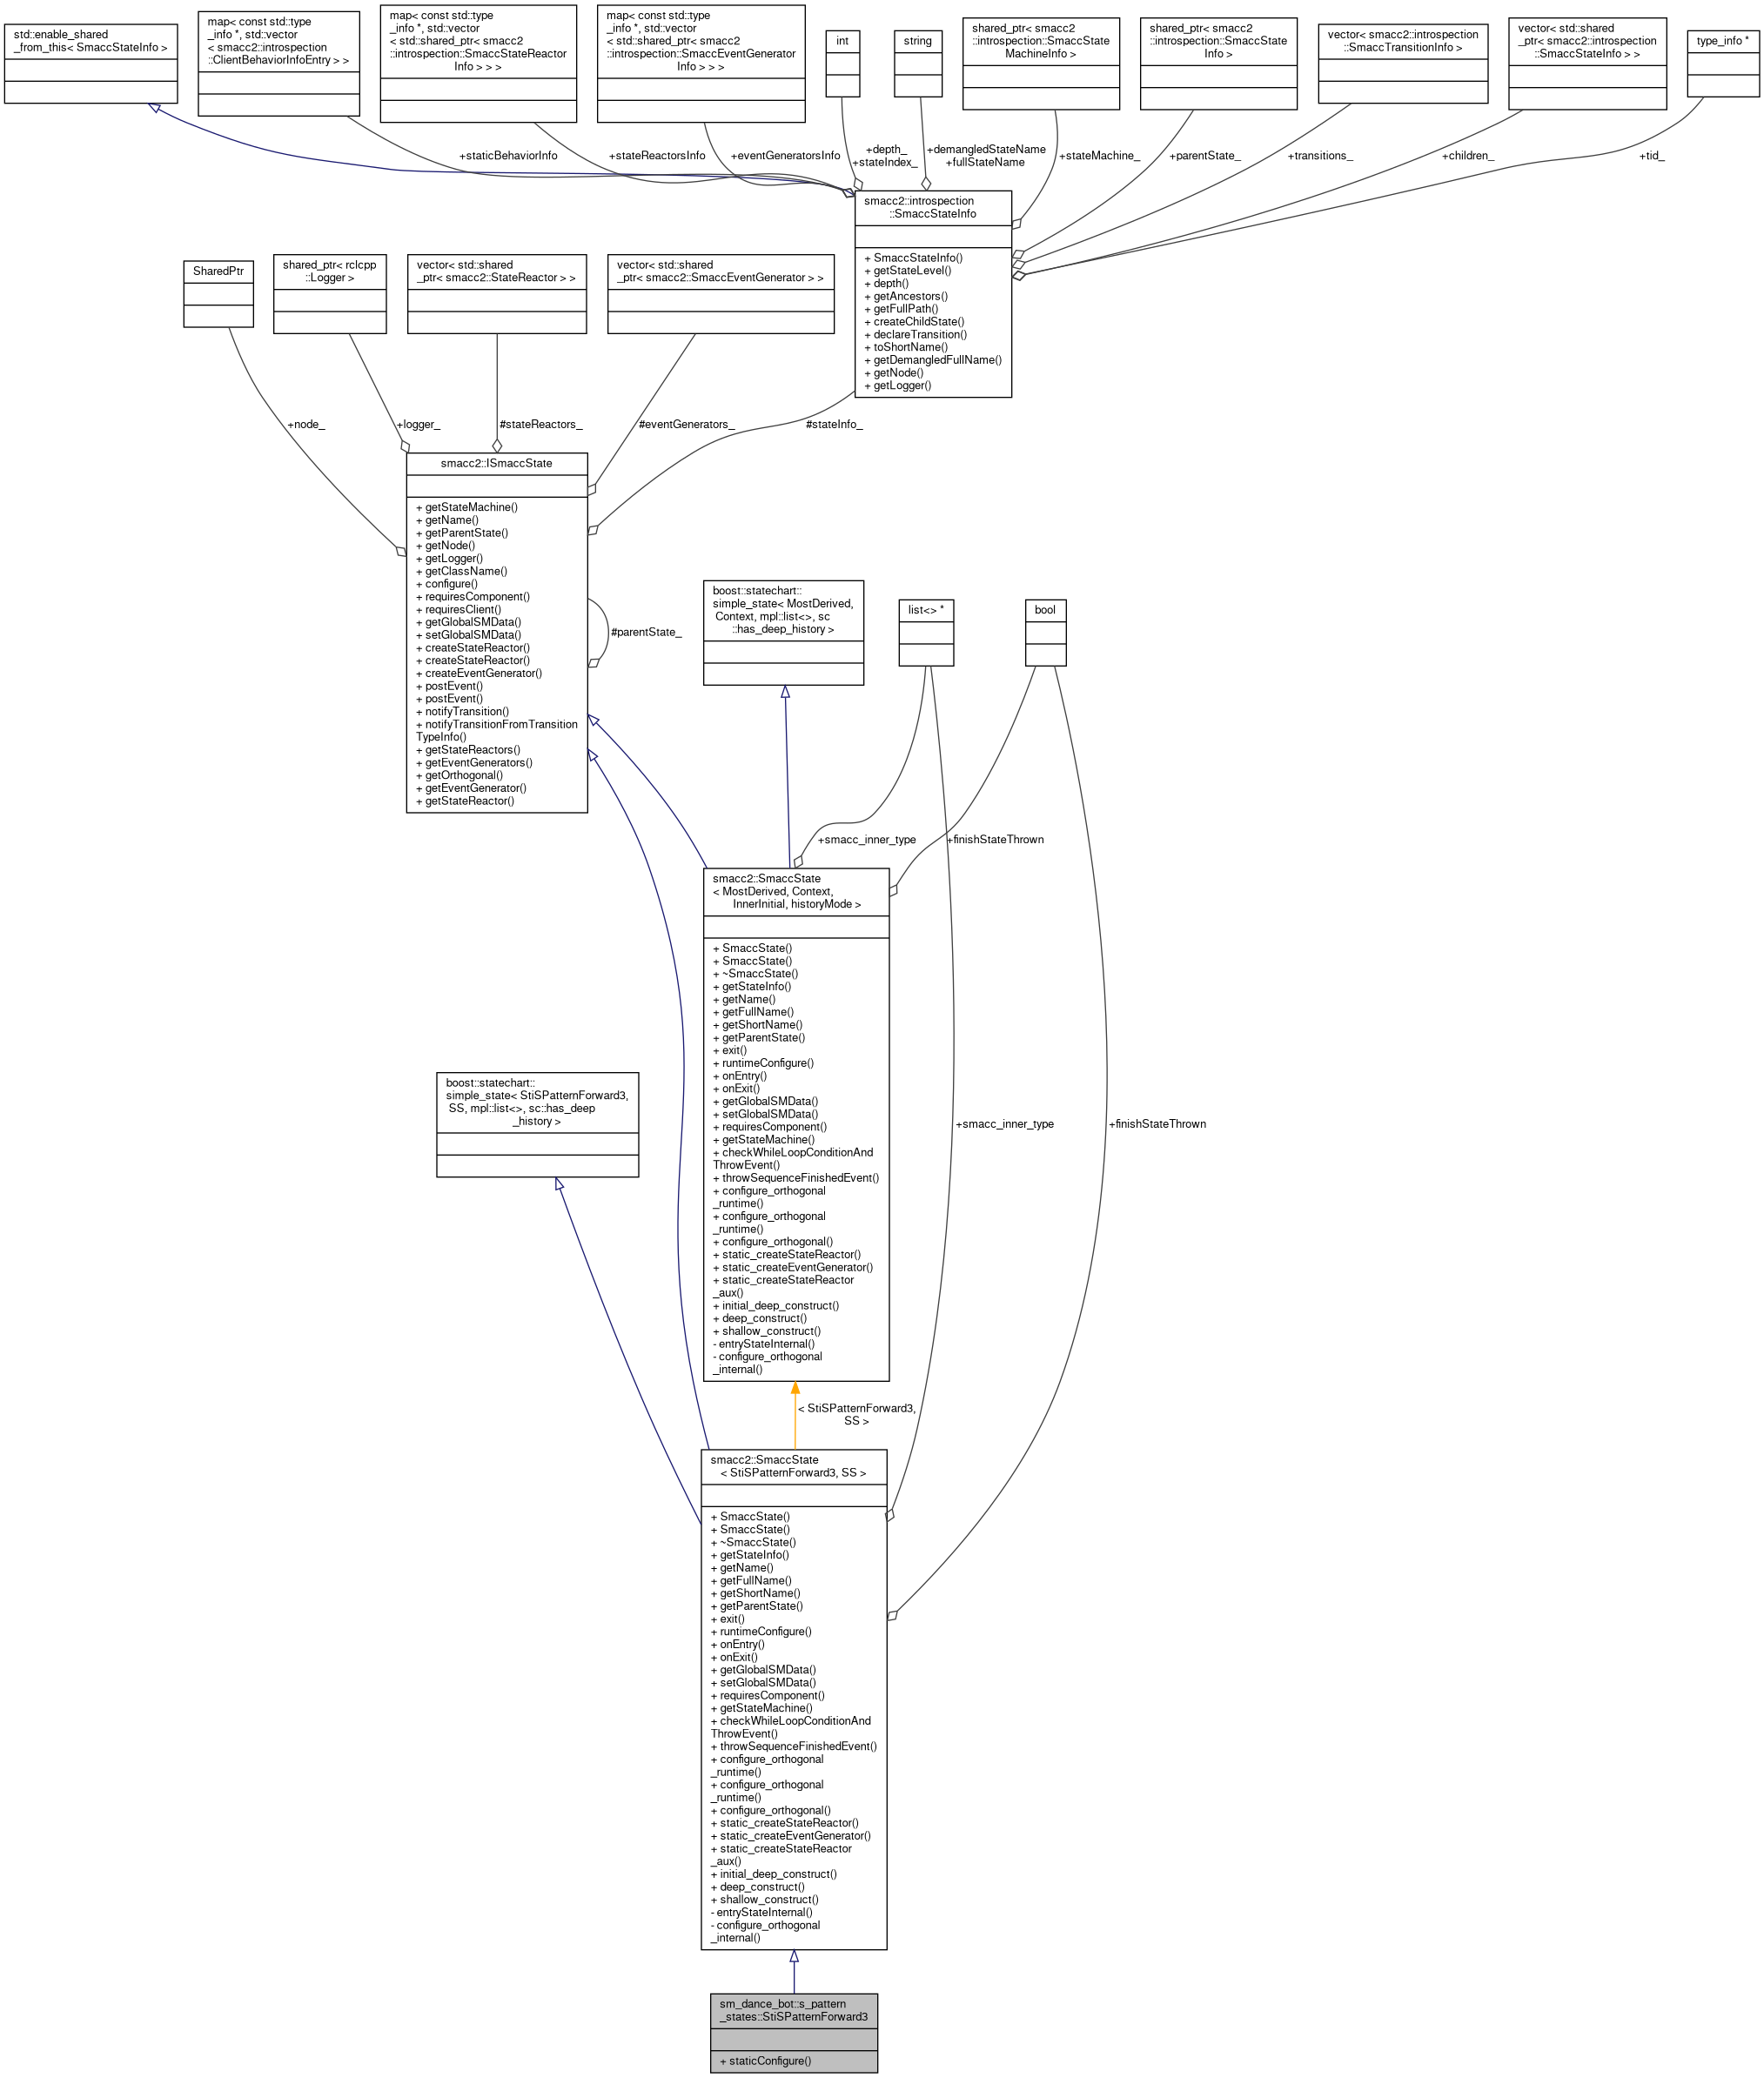 std::enable_shared
_from_this< SmaccStateInfo >
map< const std::type
_info *, std::vector
< smacc2::introspection
::ClientBehaviorInfoEntry > >
map< const std::type
_info *, std::vector
< std::shared_ptr< smacc2
::introspection::SmaccStateReactor
Info > > >
map< const std::type
_info *, std::vector
< std::shared_ptr< smacc2
::introspection::SmaccEventGenerator
Info > > >
int
string
shared_ptr< smacc2
::introspection::SmaccState
MachineInfo >
shared_ptr< smacc2
::introspection::SmaccState
Info >
vector< smacc2::introspection
::SmaccTransitionInfo >
vector< std::shared
_ptr< smacc2::introspection
::SmaccStateInfo > >
type_info *
+staticBehaviorInfo
+stateReactorsInfo
+eventGeneratorsInfo
+depth_
+stateIndex_
+demangledStateName
+fullStateName
+stateMachine_
+parentState_
+transitions_
+children_
+tid_
smacc2::introspection
::SmaccStateInfo
+ SmaccStateInfo()
+ getStateLevel()
+ depth()
+ getAncestors()
+ getFullPath()
+ createChildState()
+ declareTransition()
+ toShortName()
+ getDemangledFullName()
+ getNode()
+ getLogger()
SharedPtr
shared_ptr< rclcpp
::Logger >
vector< std::shared
_ptr< smacc2::StateReactor > >
vector< std::shared
_ptr< smacc2::SmaccEventGenerator > >
+node_
+logger_
#stateReactors_
#eventGenerators_
#stateInfo_
smacc2::ISmaccState
+ getStateMachine()
+ getName()
+ getParentState()
+ getNode()
+ getLogger()
+ getClassName()
+ configure()
+ requiresComponent()
+ requiresClient()
+ getGlobalSMData()
+ setGlobalSMData()
+ createStateReactor()
+ createStateReactor()
+ createEventGenerator()
+ postEvent()
+ postEvent()
+ notifyTransition()
+ notifyTransitionFromTransition
TypeInfo()
+ getStateReactors()
+ getEventGenerators()
+ getOrthogonal()
+ getEventGenerator()
+ getStateReactor()
#parentState_
boost::statechart::
simple_state< MostDerived,
Context, mpl::list<>, sc
::has_deep_history >
list<> *
bool
+smacc_inner_type
+finishStateThrown
smacc2::SmaccState
< MostDerived, Context,
InnerInitial, historyMode >
+ SmaccState()
+ SmaccState()
+ ~SmaccState()
+ getStateInfo()
+ getName()
+ getFullName()
+ getShortName()
+ getParentState()
+ exit()
+ runtimeConfigure()
+ onEntry()
+ onExit()
+ getGlobalSMData()
+ setGlobalSMData()
+ requiresComponent()
+ getStateMachine()
+ checkWhileLoopConditionAnd
ThrowEvent()
+ throwSequenceFinishedEvent()
+ configure_orthogonal
_runtime()
+ configure_orthogonal
_runtime()
+ configure_orthogonal()
+ static_createStateReactor()
+ static_createEventGenerator()
+ static_createStateReactor
_aux()
+ initial_deep_construct()
+ deep_construct()
+ shallow_construct()
- entryStateInternal()
- configure_orthogonal
_internal()
boost::statechart::
simple_state< StiSPatternForward3,
SS, mpl::list<>, sc::has_deep
_history >
+smacc_inner_type
+finishStateThrown
< StiSPatternForward3,
SS >
smacc2::SmaccState
< StiSPatternForward3, SS >
+ SmaccState()
+ SmaccState()
+ ~SmaccState()
+ getStateInfo()
+ getName()
+ getFullName()
+ getShortName()
+ getParentState()
+ exit()
+ runtimeConfigure()
+ onEntry()
+ onExit()
+ getGlobalSMData()
+ setGlobalSMData()
+ requiresComponent()
+ getStateMachine()
+ checkWhileLoopConditionAnd
ThrowEvent()
+ throwSequenceFinishedEvent()
+ configure_orthogonal
_runtime()
+ configure_orthogonal
_runtime()
+ configure_orthogonal()
+ static_createStateReactor()
+ static_createEventGenerator()
+ static_createStateReactor
_aux()
+ initial_deep_construct()
+ deep_construct()
+ shallow_construct()
- entryStateInternal()
- configure_orthogonal
_internal()
sm_dance_bot::s_pattern
_states::StiSPatternForward3
+ staticConfigure()